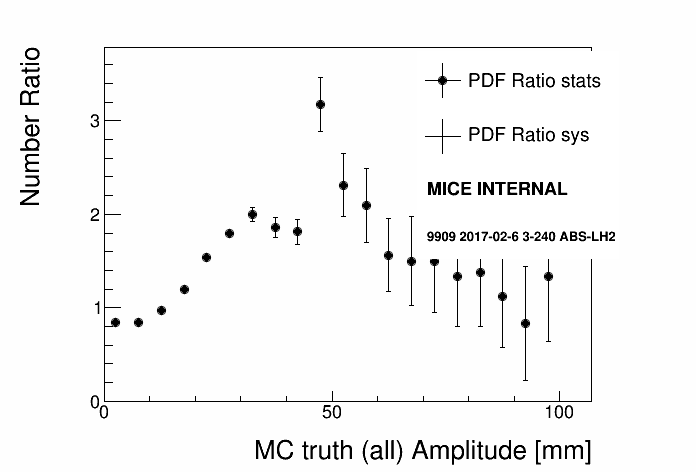 Number Ratio
3
2
1
0
0
50
100
MC truth (all) Amplitude [mm]
PDF Ratio stats
PDF Ratio sys
MICE INTERNAL
9909 2017-02-6 3-240 ABS-LH2